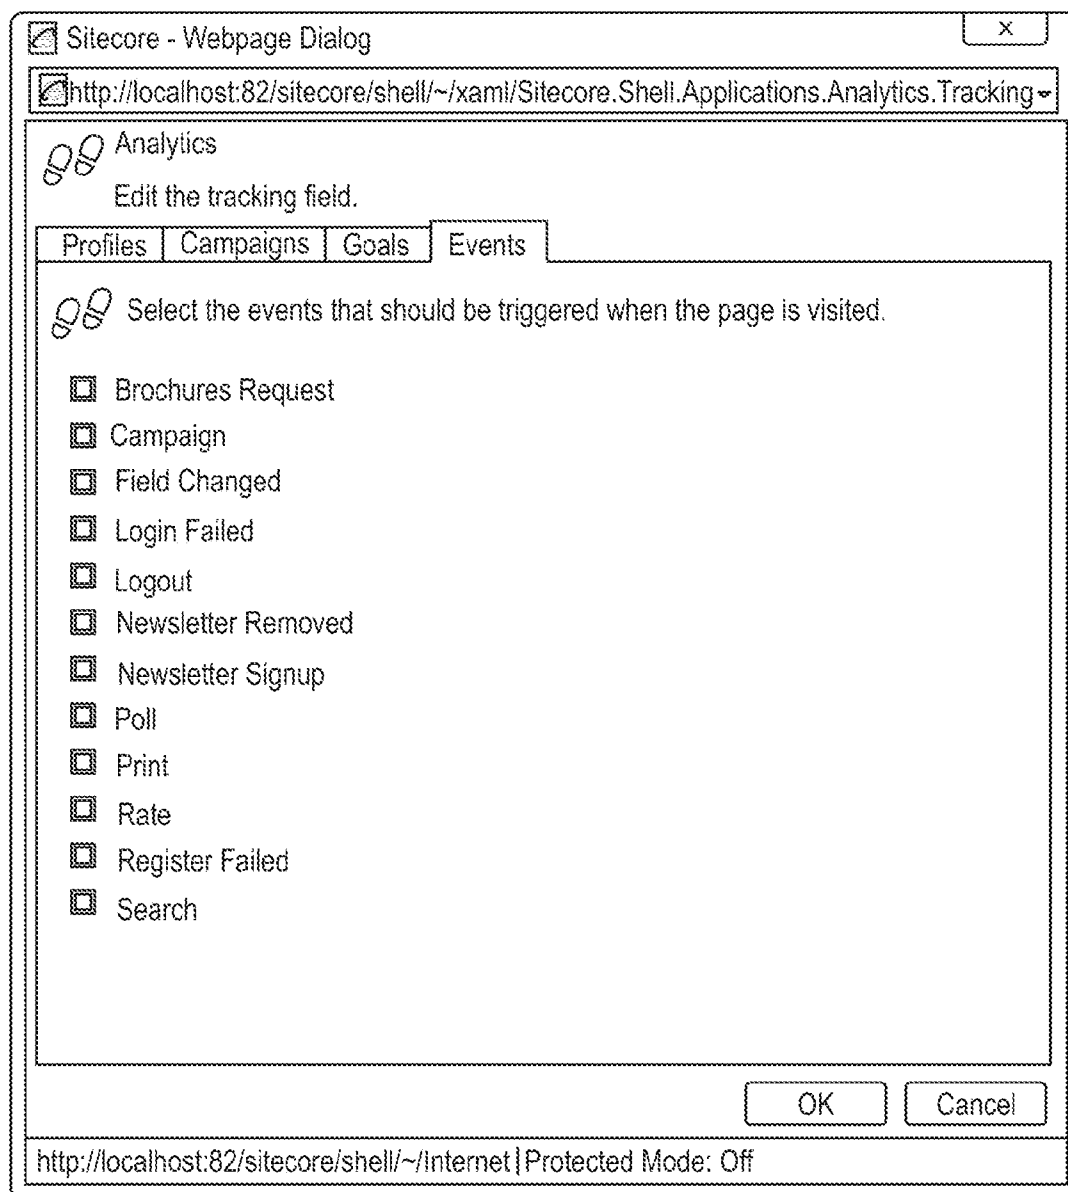 Sitecore - Webpage Dialog
x
http://localhost:82/sitecore/shell/~/xaml/Sitecore.Shell.Applications.Analytics.Tracking
Analytics
Edit the tracking field.
Profiles Campaigns Goals Events
Select the events that should be triggered when the page is visited.
Brochures Request
Campaign
Field Changed
Login Failed
Logout
Newsletter Removed
Newsletter Signup
Poll
Print
Rate
Register Failed
Search
OK Cancel
http://localhost:82/sitecore/shell/~/Internet|Protected Mode: Off